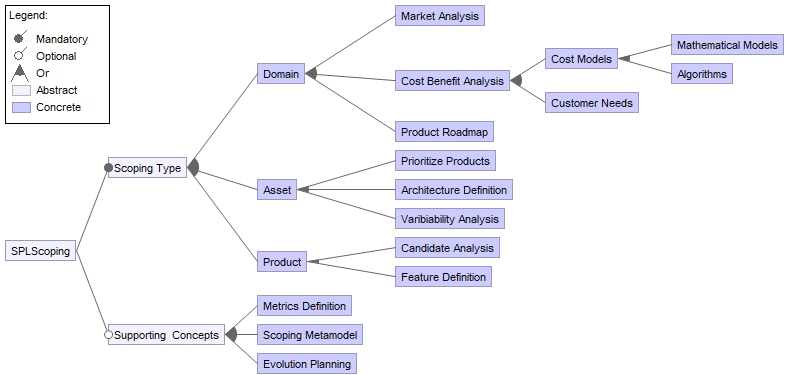 Legend:
Mandatory
Optional
Or
Abstract
Concrete
Market Analysis
Mathematical Models
Cost Models
Domain
Cost Benefit Analysis
Algorithms
Customer Needs
Product Roadmap
Scoping Type
Prioritize Products
Asset
Architecture Definition
Varibiability Analysis
SPLScoping
Candidate Analysis
Product
Feature Definition
Metrics Definition
Supporting  Concepts
Scoping Metamodel
Evolution Planning